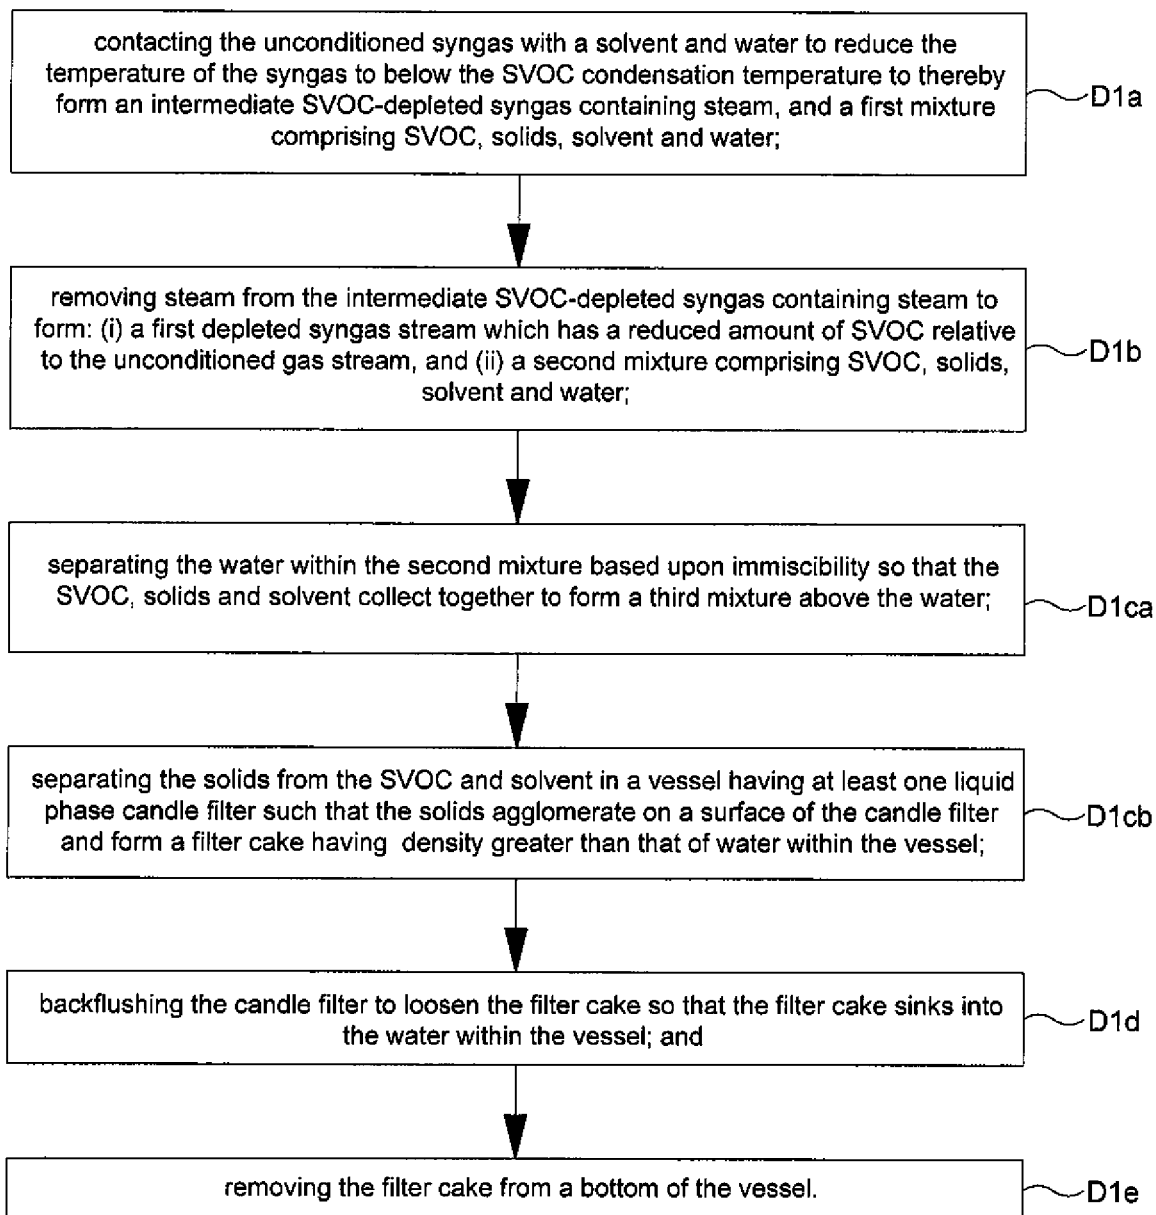 contacting the unconditioned syngas with a solvent and water to reduce the
temperature of the syngas to below the SVOC condensation temperature to thereby
form an intermediate SVOC-depleted syngas containing steam, and a first mixture
comprising SVOC, solids, solvent and water;
D1a
removing steam from the intermediate SVOC-depleted syngas containing steam to
form: (i) a first depleted syngas stream which has a reduced amount of SVOC relative
to the unconditioned gas stream, and (ii) a second mixture comprising SVOC, solids,
solvent and water;
D1b
separating the water within the second mixture based upon immiscibility so that the
SVOC, solids and solvent collect together to form a third mixture above the water;
D1ca
separating the solids from the SVOC and solvent in a vessel having at least one liquid
phase candle filter such that the solids agglomerate on a surface of the candle filter
and form a filter cake having density greater than that of water within the vessel;
D1cb
backflushing the candle filter to loosen the filter cake so that the filter cake sinks into
the water within the vessel; and
D1d
removing the filter cake from a bottom of the vessel.
D1e